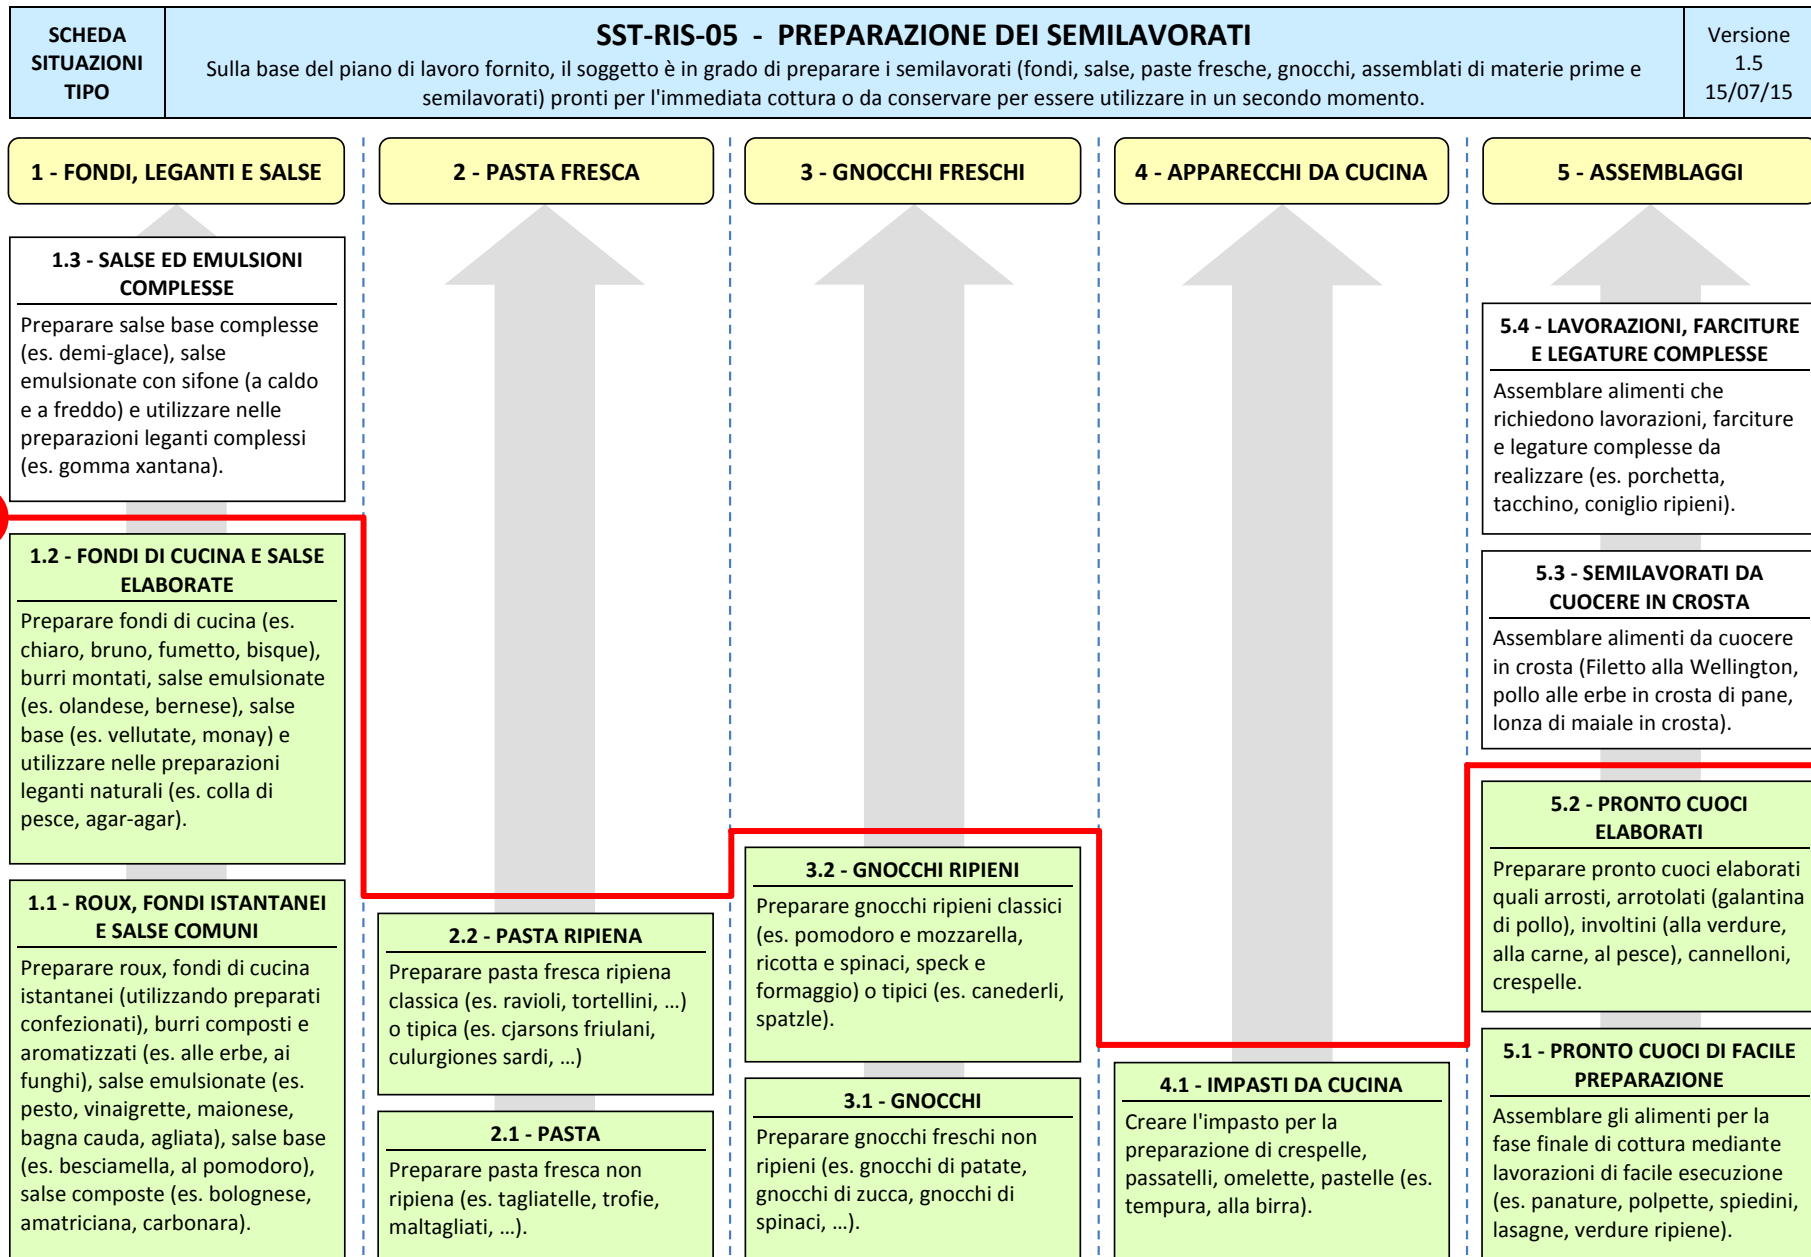 SCHEDA
SITUAZIONI
TIPO
SST-RIS-05 - PREPARAZIONE DEI SEMILAVORATI
Sulla base del piano di lavoro fornito, il soggetto è in grado di preparare i semilavorati (fondi, salse, paste fresche, gnocchi, assemblati di materie prime e
semilavorati) pronti per l'immediata cottura o da conservare per essere utilizzare in un secondo momento.
Versione
1.5
15/07/15
1 - FONDI, LEGANTI E SALSE
1.3 - SALSE ED EMULSIONI
COMPLESSE
Preparare salse base complesse
(es. demi-glace), salse
emulsionate con sifone (a caldo
e a freddo) e utilizzare nelle
preparazioni leganti complessi
(es. gomma xantana).
1.2 - FONDI DI CUCINA E SALSE
ELABORATE
Preparare fondi di cucina (es.
chiaro, bruno, fumetto, bisque),
burri montati, salse emulsionate
(es. olandese, bernese), salse
base (es. vellutate, monay) e
utilizzare nelle preparazioni
leganti naturali (es. colla di
pesce, agar-agar).
1.1 - ROUX, FONDI ISTANTANEI
E SALSE COMUNI
Preparare roux, fondi di cucina
istantanei (utilizzando preparati
confezionati), burri composti e
aromatizzati (es. alle erbe, ai
funghi), salse emulsionate (es.
pesto, vinaigrette, maionese,
bagna cauda, agliata), salse base
(es. besciamella, al pomodoro),
salse composte (es. bolognese,
amatriciana, carbonara).
2 - PASTA FRESCA
2.2 - PASTA RIPIENA
Preparare pasta fresca ripiena
classica (es. ravioli, tortellini, ...)
o tipica (es. cjarsons friulani,
culurgiones sardi, ...)
2.1 - PASTA
Preparare pasta fresca non
ripiena (es. tagliatelle, trofie,
maltagliati, ...).
3 - GNOCCHI FRESCHI
3.2 - GNOCCHI RIPIENI
Preparare gnocchi ripieni classici
(es. pomodoro e mozzarella,
ricotta e spinaci, speck e
formaggio) o tipici (es. canederli,
spatzle).
3.1 - GNOCCHI
Preparare gnocchi freschi non
ripieni (es. gnocchi di patate,
gnocchi di zucca, gnocchi di
spinaci, ...).
4 - APPARECCHI DA CUCINA
4.1 - IMPASTI DA CUCINA
Creare l'impasto per la
preparazione di crespelle,
passatelli, omelette, pastelle (es.
tempura, alla birra).
5 - ASSEMBLAGGI
5.4 - LAVORAZIONI, FARCITURE
E LEGATURE COMPLESSE
Assemblare alimenti che
richiedono lavorazioni, farciture
e legature complesse da
realizzare (es. porchetta,
tacchino, coniglio ripieni).
5.3 - SEMILAVORATI DA
CUOCERE IN CROSTA
Assemblare alimenti da cuocere
in crosta (Filetto alla Wellington,
pollo alle erbe in crosta di pane,
lonza di maiale in crosta).
5.2 - PRONTO CUOCI
ELABORATI
Preparare pronto cuoci elaborati
quali arrosti, arrotolati (galantina
di pollo), involtini (alla verdure,
alla carne, al pesce), cannelloni,
crespelle.
5.1 - PRONTO CUOCI DI FACILE
PREPARAZIONE
Assemblare gli alimenti per la
fase finale di cottura mediante
lavorazioni di facile esecuzione
(es. panature, polpette, spiedini,
lasagne, verdure ripiene).